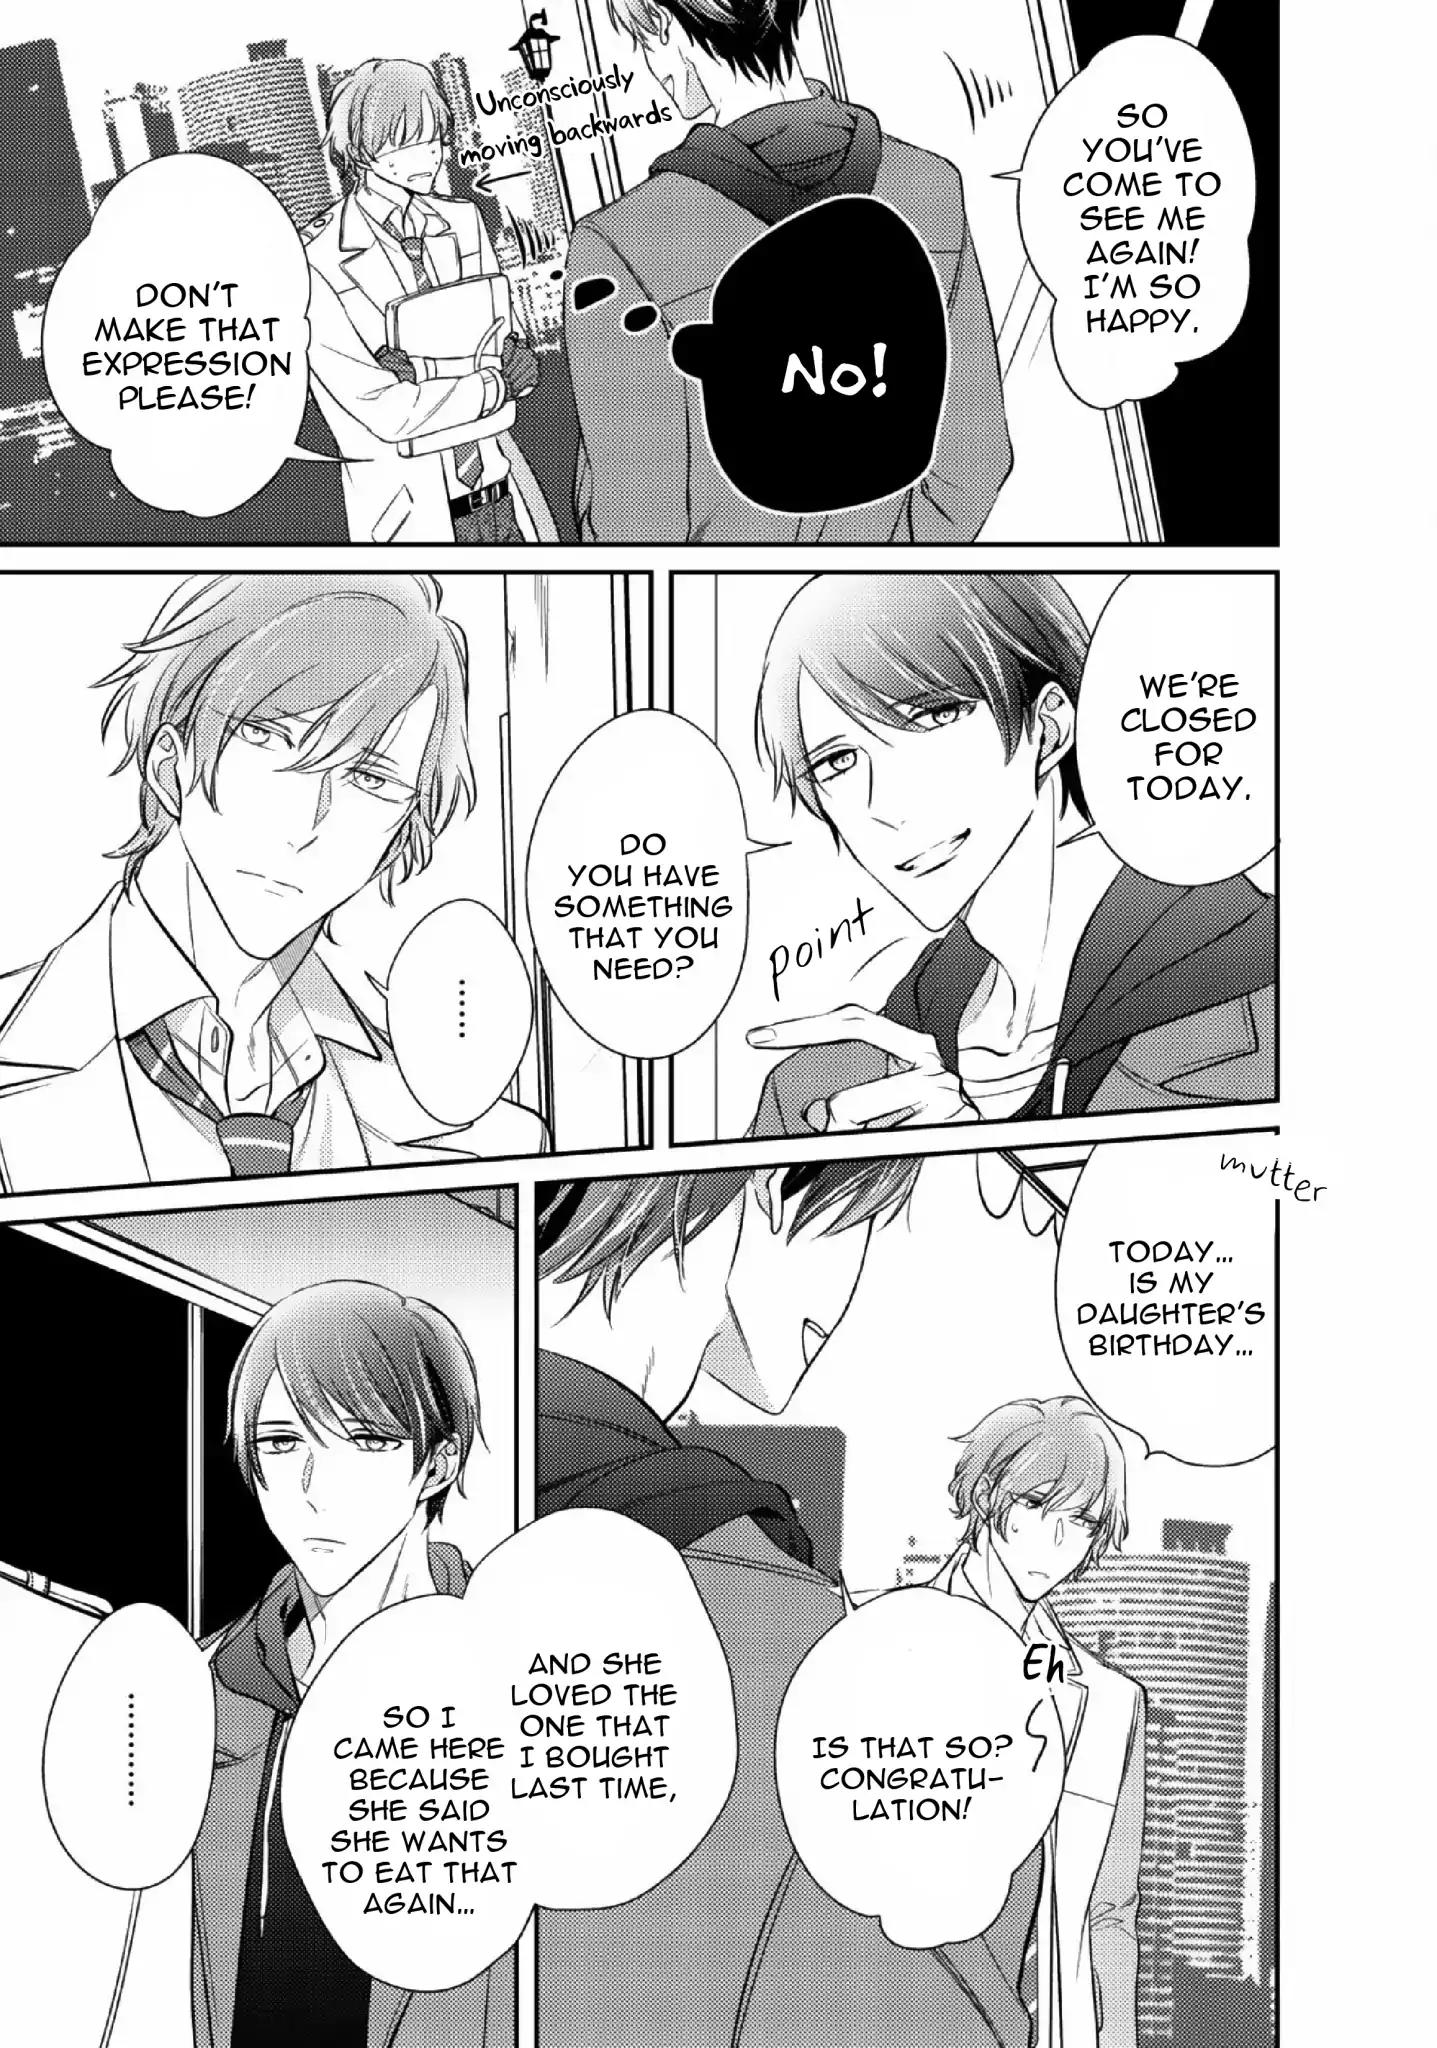 SO
YOU'VE
COME TO
SEE ME
AGAIN!
I'M SO
HAPPY.
No!
Unconsciously
moving backwards
DON'T
MAKE THAT
EXPRESSION
PLEASE!
WE'RE
CLOSED
FOR
TODAY.
point
DO
YOU HAVE
SOMETHING
THAT YOU
NEED?
......
mutter
TODAY...
IS MY
DAUGHTER'S
BIRTHDAY...
Eh
IS THAT SO?
CONGRATU-
LATION!
AND SHE
LOVED THE
ONE THAT
I BOUGHT
LAST TIME,
SO I
CAME HERE
BECAUSE
SHE SAID
SHE WANTS
TO EAT THAT
AGAIN...
.........